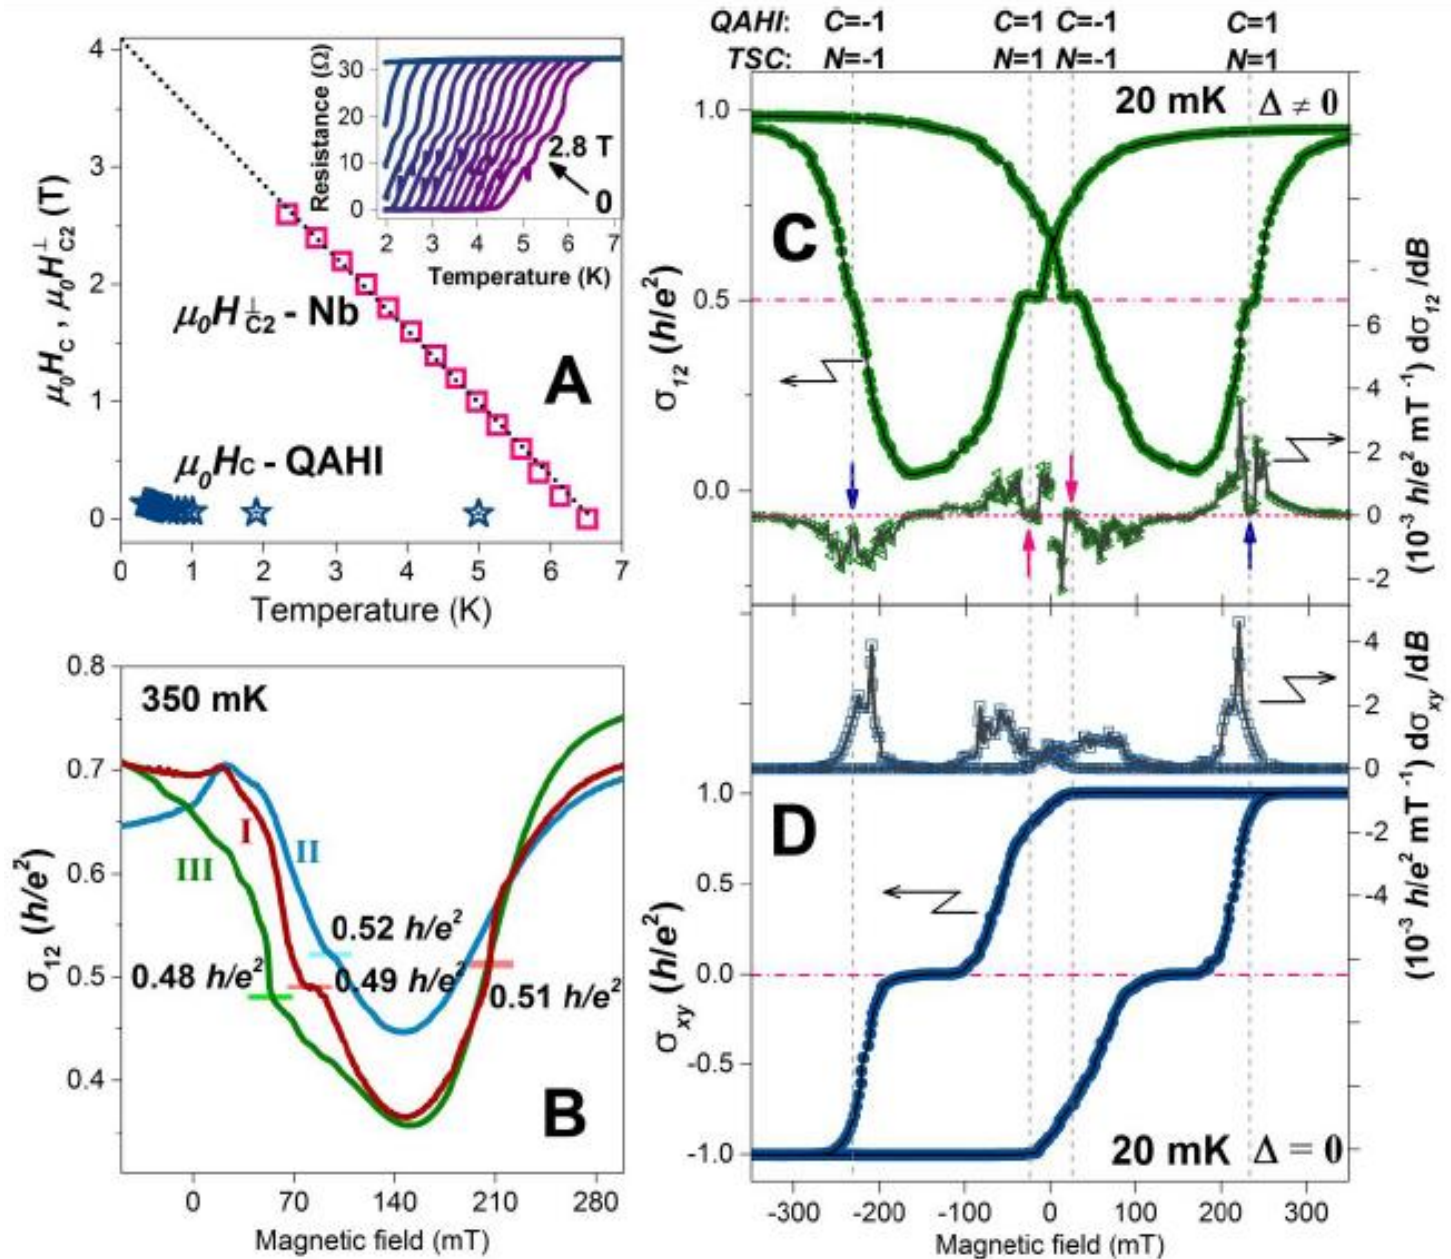 4
3
2
1
0
μ₀H_C , μ₀H^⊥_C2 (T)
0 1 2 3 4 5 6 7
Temperature (K)
μ₀H^⊥_C2 - Nb
μ₀H_C - QAHI
A
30
20
10
0
Resistance (Ω)
2.8 T
0
2 3 4 5 6 7
Temperature (K)
0.8
0.7
0.6
0.5
0.4
σ₁₂ (h/e²)
350 mK
I
II
III
0.52 h/e²
0.48 h/e²
0.49 h/e²
0.51 h/e²
B
0 70 140 210 280
Magnetic field (mT)
QAHI: C=-1 C=1 C=-1 C=1
TSC: N=-1 N=1 N=-1 N=1
20 mK Δ ≠ 0
C
1.0
0.5
0.0
σ₁₂ (h/e²)
6
4
2
0
-2
(10⁻³ h/e² mT⁻¹) dσ₁₂ /dB
4
2
0
-2
-4
(10⁻³ h/e² mT⁻¹) dσ_xy /dB
D
1.0
0.5
0.0
-0.5
-1.0
σ_xy (h/e²)
20 mK Δ = 0
-300 -200 -100 0 100 200 300
Magnetic field (mT)